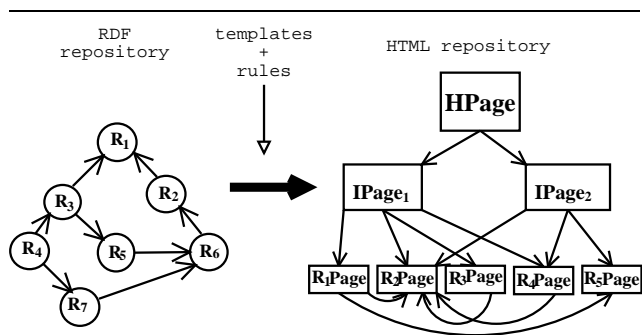 RDF
repository
templates
+
rules
HTML repository
HPage
IPage₁
IPage₂
R₁
R₂
R₃
R₄
R₅
R₆
R₇
R₁Page
R₂Page
R₃Page
R₄Page
R₅Page